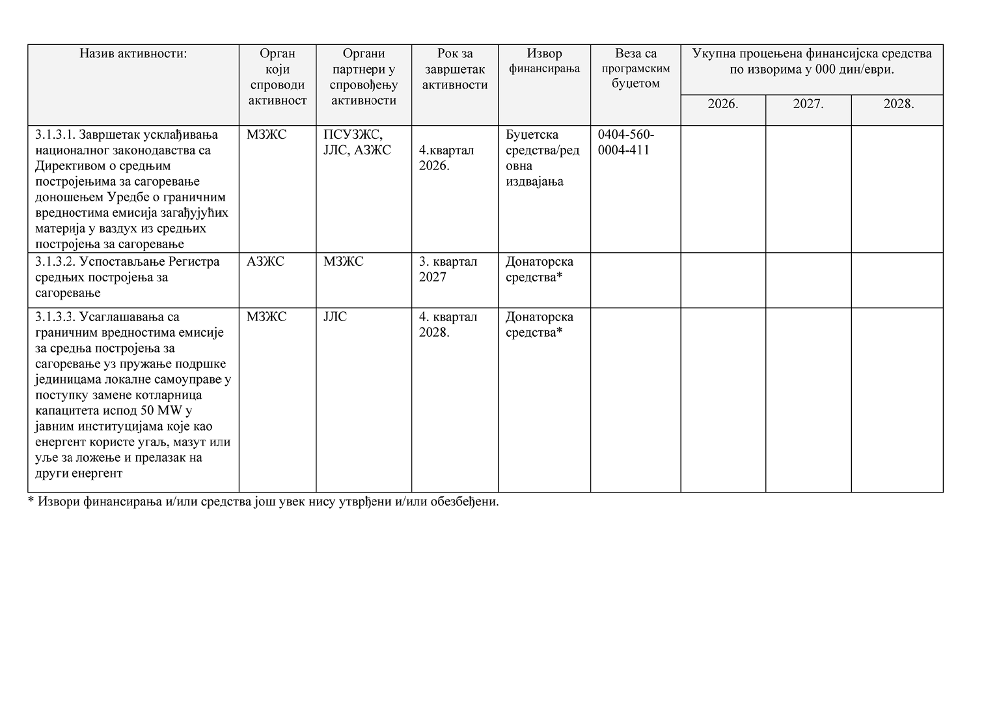 Назив активности:
Орган
који
спроводи
активност
Органи
партнери у
спровођењу
активности
Рок за
завршетак
активности
Извор
финансирања
Веза са
програмским
буџетом
Укупна процењена финансијска средства
по изворима у 000 дин/еври.
2026.
2027.
2028.
3.1.3.1. Завршетак усклађивања
националног законодавства са
Директивом о средњим
постројењима за сагоревање
доношењем Уредбе о граничним
вредностима емисија загађујућих
материја у ваздух из средњих
постројења за сагоревање
МЗЖС
ПСУЗЖС,
ЈЛС, АЗЖС
4.квартал
2026.
Буџетска
средства/ред
овна
издвајања
0404-560-
0004-411
3.1.3.2. Успостављање Регистра
средњих постројења за
сагоревање
АЗЖС
МЗЖС
3. квартал
2027
Донаторска
средства*
3.1.3.3. Усаглашавања са
граничним вредностима емисије
за средња постројења за
сагоревање уз пружање подршке
јединицама локалне самоуправе у
поступку замене котларница
капацитета испод 50 MW у
јавним институцијама које као
енергент користе угаљ, мазут или
уље за ложење и прелазак на
други енергент
МЗЖС
ЈЛС
4. квартал
2028.
Донаторска
средства*
* Извори финансирања и/или средства још увек нису утврђени и/или обезбеђени.